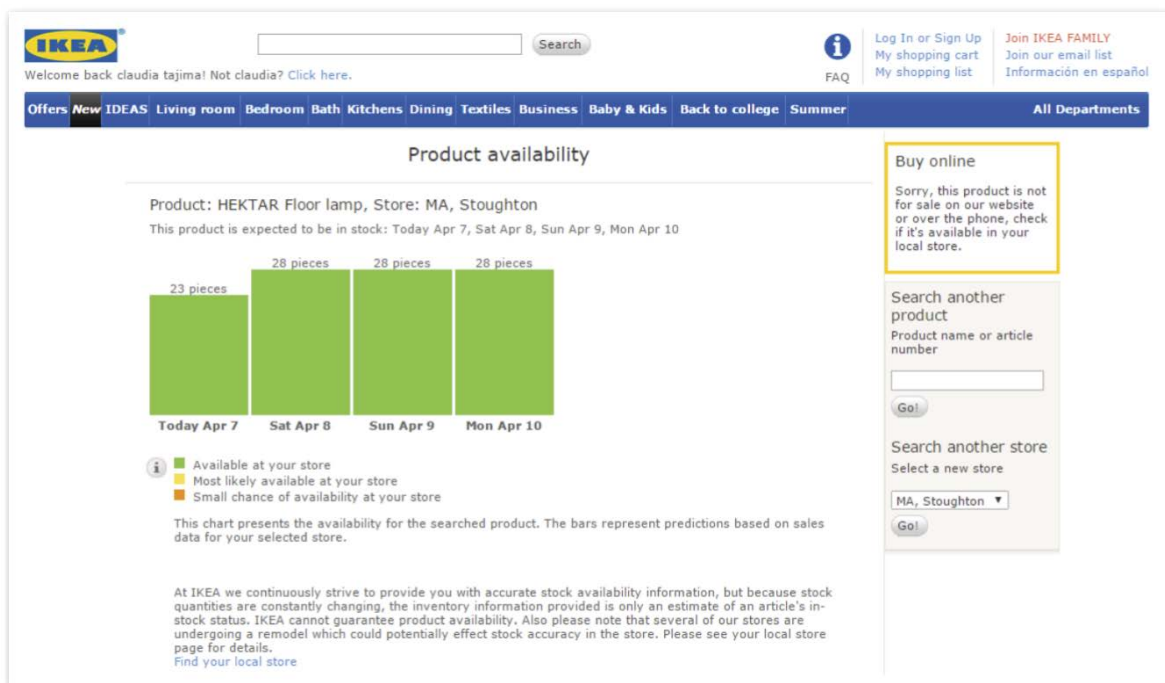 IKEA
Search
FAQ
Log In or Sign Up
My shopping cart
My shopping list
Join IKEA FAMILY
Join our email list
Información en español
Welcome back claudia tajima! Not claudia? Click here.
Offers New IDEAS Living room Bedroom Bath Kitchens Dining Textiles Business Baby & Kids Back to college Summer All Departments
Product availability
Product: HEKTAR Floor lamp, Store: MA, Stoughton
This product is expected to be in stock: Today Apr 7, Sat Apr 8, Sun Apr 9, Mon Apr 10
23 pieces 28 pieces 28 pieces 28 pieces
Today Apr 7 Sat Apr 8 Sun Apr 9 Mon Apr 10
i
Available at your store
Most likely available at your store
Small chance of availability at your store
This chart presents the availability for the searched product. The bars represent predictions based on sales
data for your selected store.
At IKEA we continuously strive to provide you with accurate stock availability information, but because stock
quantities are constantly changing, the inventory information provided is only an estimate of an article's in-
stock status. IKEA cannot guarantee product availability. Also please note that several of our stores are
undergoing a remodel which could potentially effect stock accuracy in the store. Please see your local store
page for details.
Find your local store
Buy online
Sorry, this product is not
for sale on our website
or over the phone, check
if it's available in your
local store.
Search another
product
Product name or article
number
Go!
Search another store
Select a new store
MA, Stoughton
Go!